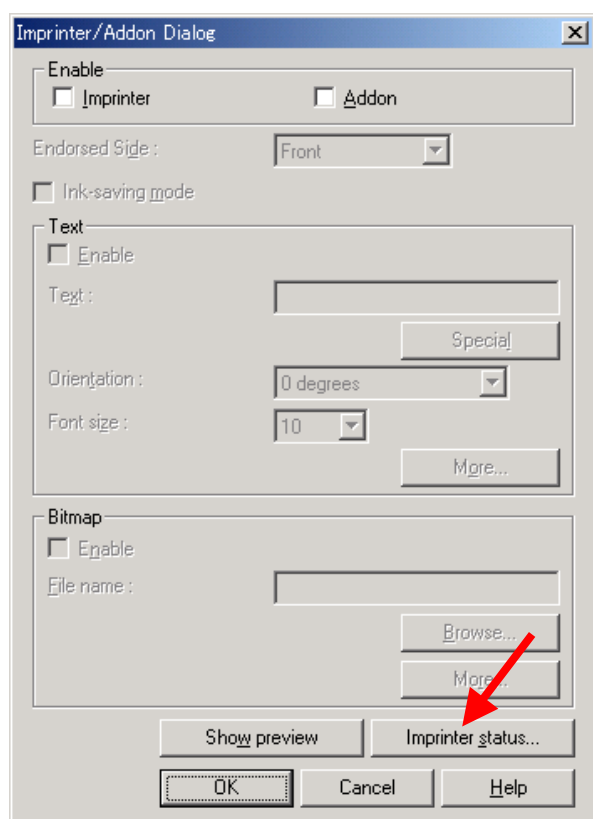 Imprinter/Addon Dialog
Enable
Imprinter Addon
Endorsed Side : Front
Ink-saving mode
Text
Enable
Text :
Special
Orientation : 0 degrees
Font size : 10
More...
Bitmap
Enable
File name :
Browse...
More...
Show preview Imprinter status...
OK Cancel Help